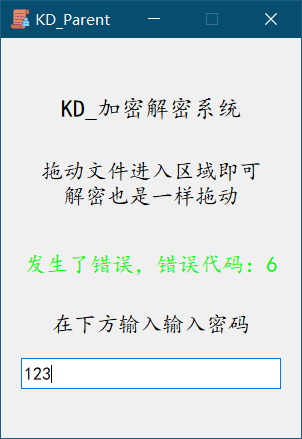 KD_Parent
KD_加密解密系统
拖动文件进入区域即可
解密也是一样拖动
发生了错误，错误代码：6
在下方输入输入密码
123